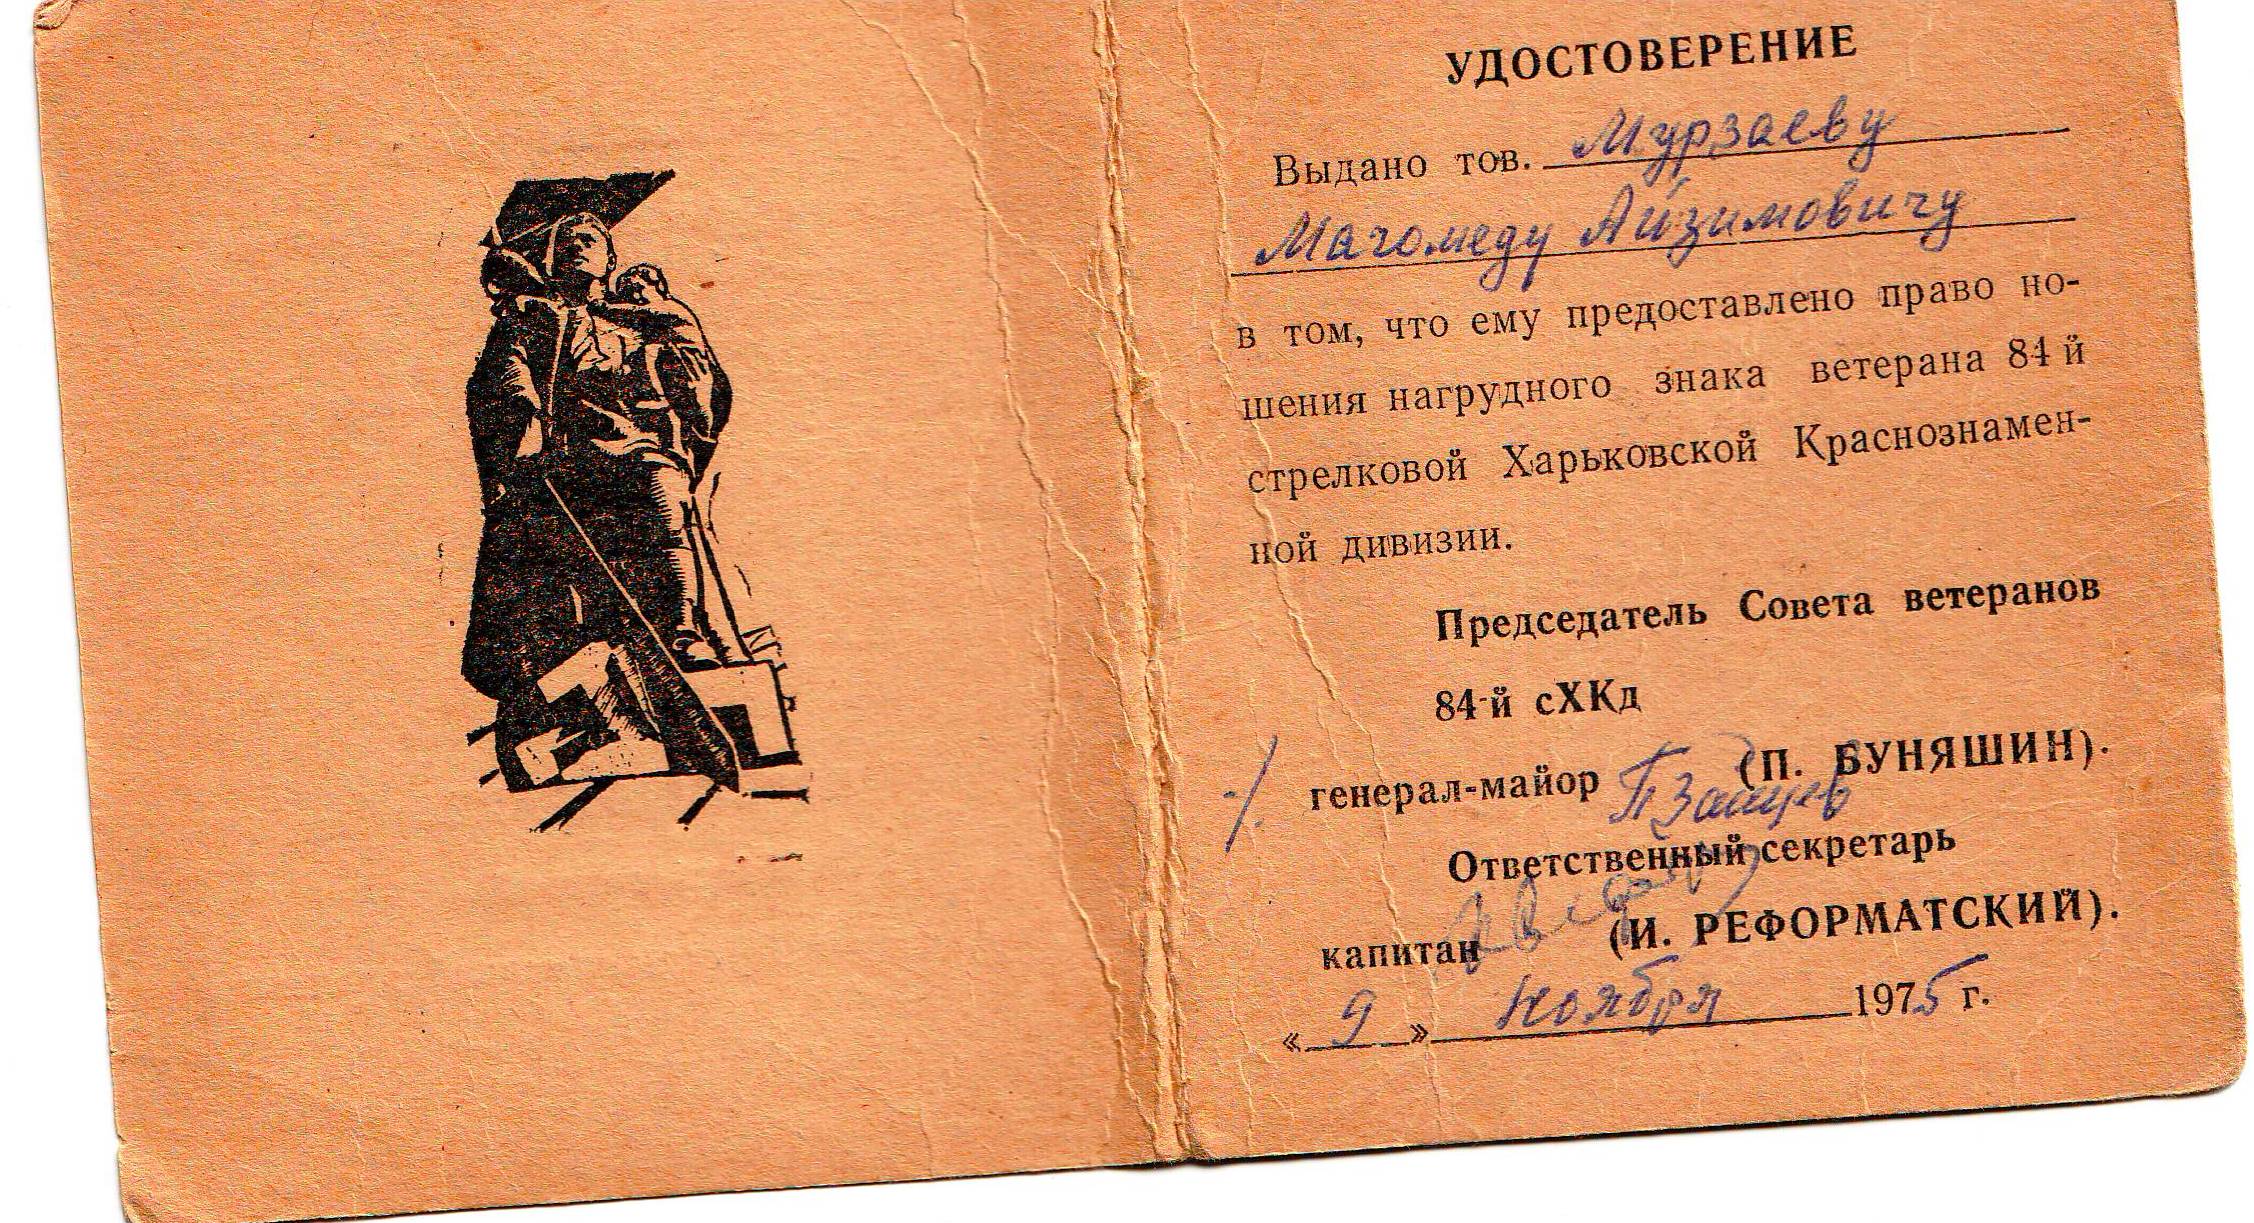 УДОСТОВЕРЕНИЕ
Выдано тов. Мурзаеву
Магомеду Айзимовичу
в том, что ему предоставлено право но-
шения нагрудного знака ветерана 84-й
стрелковой Харьковской Краснознамен-
ной дивизии.
Председатель Совета ветеранов
84-й сХКд
генерал-майор (П. БУНЯШИН).
Ответственный секретарь
капитан (И. РЕФОРМАТСКИЙ).
« 9 » ноября 1975 г.